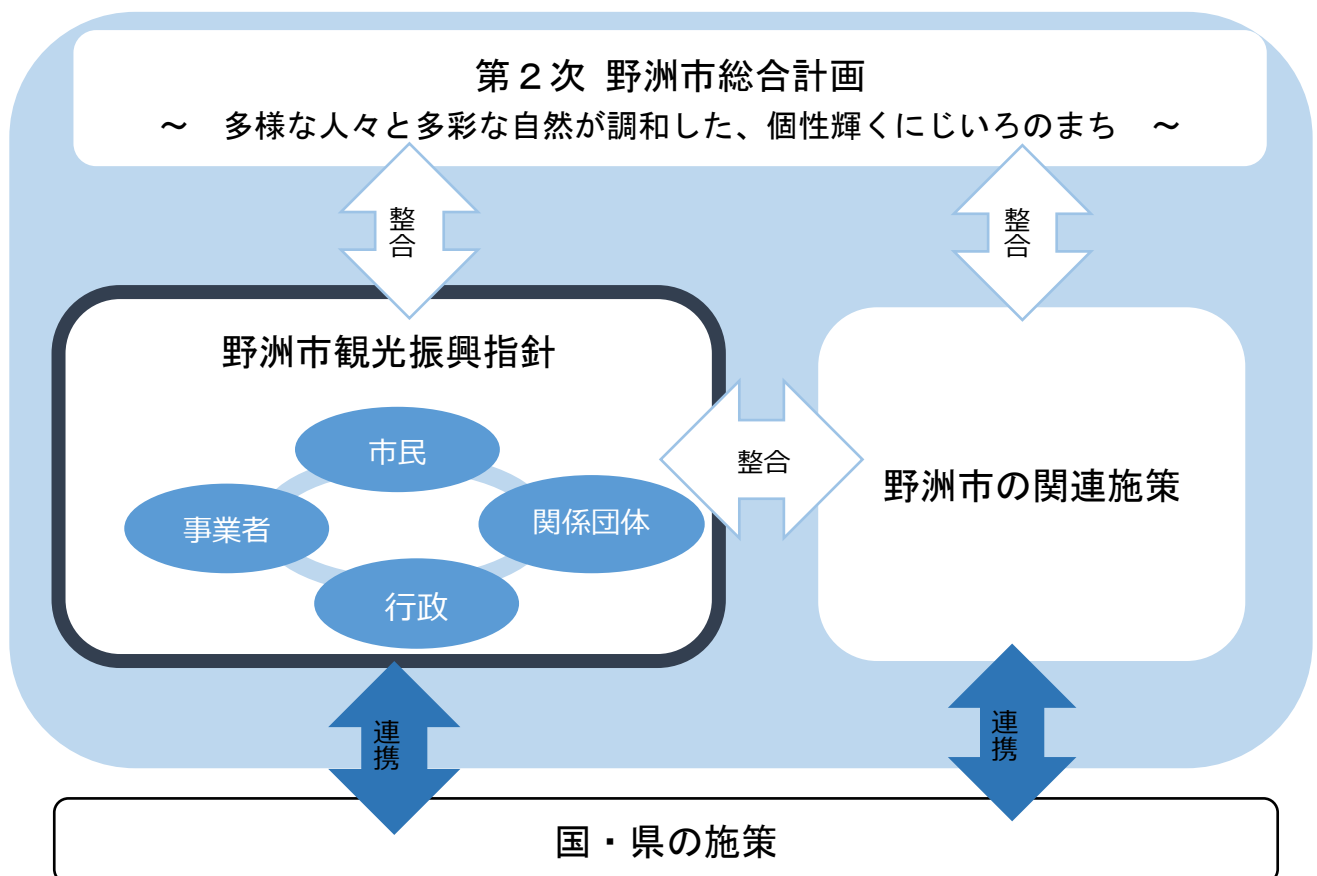 第２次 野洲市総合計画
～　多様な人々と多彩な自然が調和した、個性輝くにじいろのまち　～
整合
整合
野洲市観光振興指針
市民
事業者
関係団体
行政
整合
野洲市の関連施策
連携
連携
国・県の施策